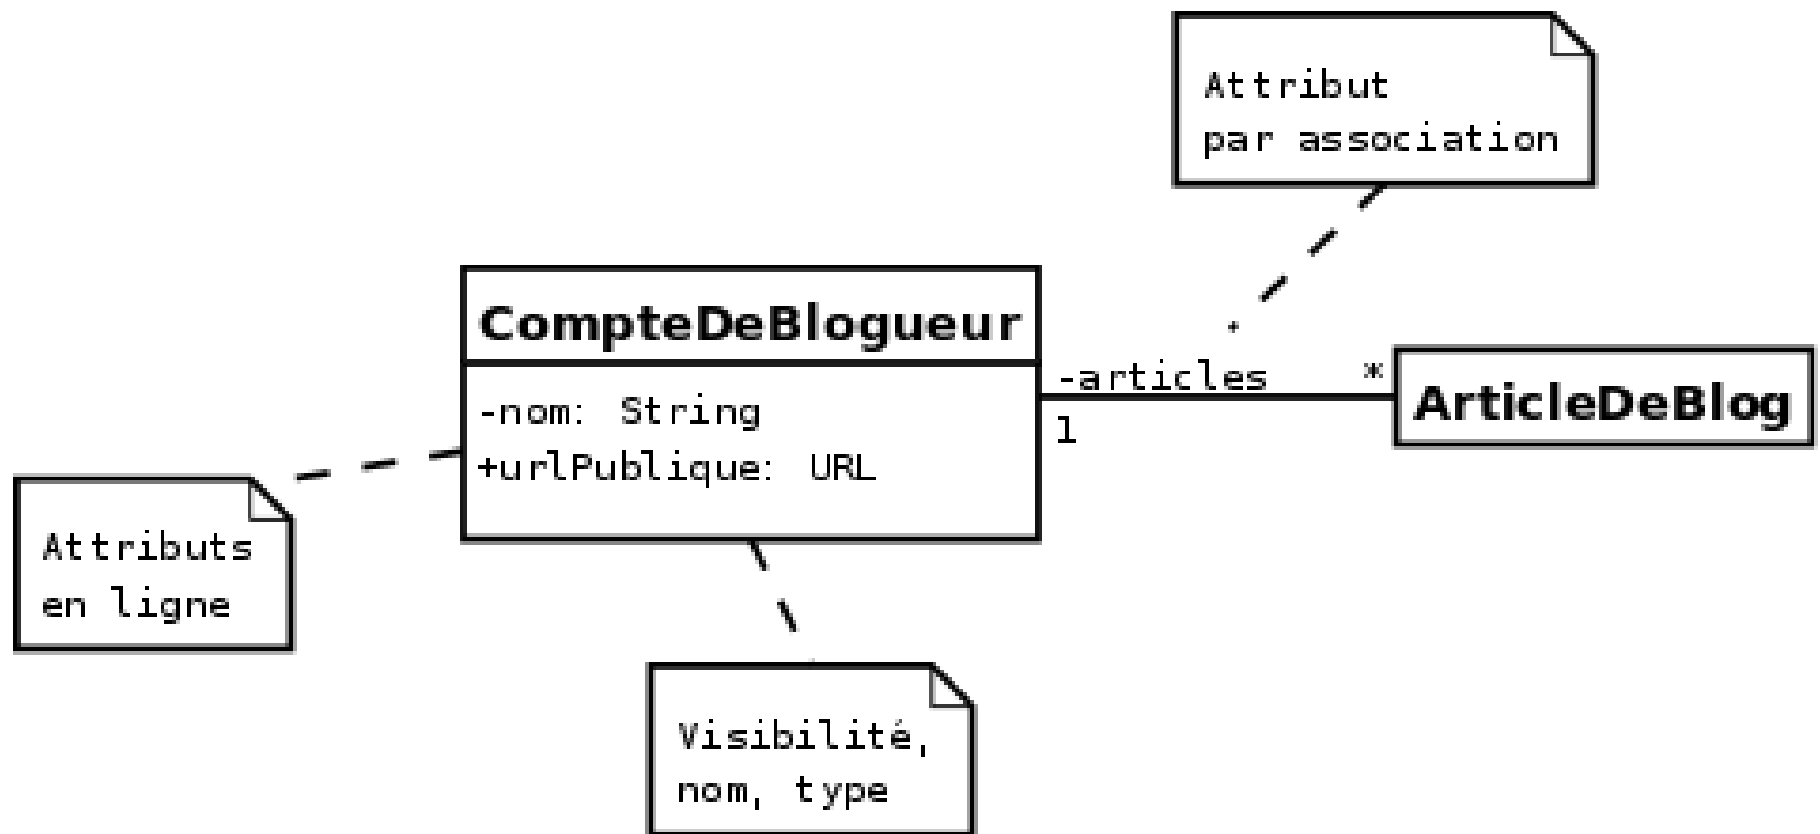 Attribut
par association
CompteDeBlogueur
-nom: String
+urlPublique: URL
-articles
*
1
ArticleDeBlog
Attributs
en ligne
Visibilité,
nom, type